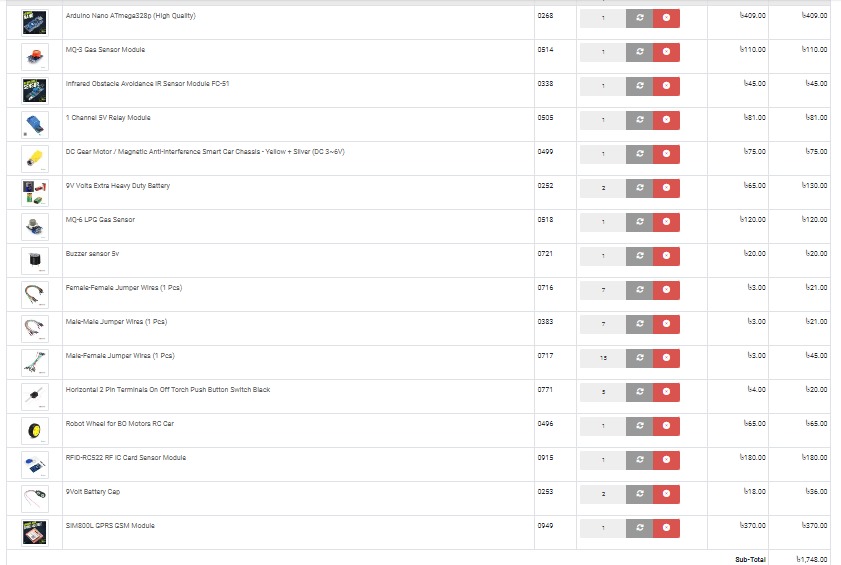 Arduino Nano ATmega328p (High Quality) 0268 1 ৳409.00 ৳409.00
MQ-3 Gas Sensor Module 0514 1 ৳110.00 ৳110.00
Infrared Obstacle Avoidance IR Sensor Module FC-51 0338 1 ৳45.00 ৳45.00
1 Channel 5V Relay Module 0505 1 ৳81.00 ৳81.00
DC Gear Motor / Magnetic Anti-interference Smart Car Chassis - Yellow + Silver (DC 3~6V) 0499 1 ৳75.00 ৳75.00
9V Volts Extra Heavy Duty Battery 0252 2 ৳65.00 ৳130.00
MQ-6 LPG Gas Sensor 0518 1 ৳120.00 ৳120.00
Buzzer sensor 5v 0721 1 ৳20.00 ৳20.00
Female-Female Jumper Wires (1 Pcs) 0716 7 ৳3.00 ৳21.00
Male-Male Jumper Wires (1 Pcs) 0383 7 ৳3.00 ৳21.00
Male-Female Jumper Wires (1 Pcs) 0717 15 ৳3.00 ৳45.00
Horizontal 2 Pin Terminals On Off Torch Push Button Switch Black 0771 5 ৳4.00 ৳20.00
Robot Wheel for BO Motors RC Car 0496 1 ৳65.00 ৳65.00
RFID-RC522 RF IC Card Sensor Module 0915 1 ৳180.00 ৳180.00
9Volt Battery Cap 0253 2 ৳18.00 ৳36.00
SIM800L GPRS GSM Module 0949 1 ৳370.00 ৳370.00
Sub-Total ৳1,748.00